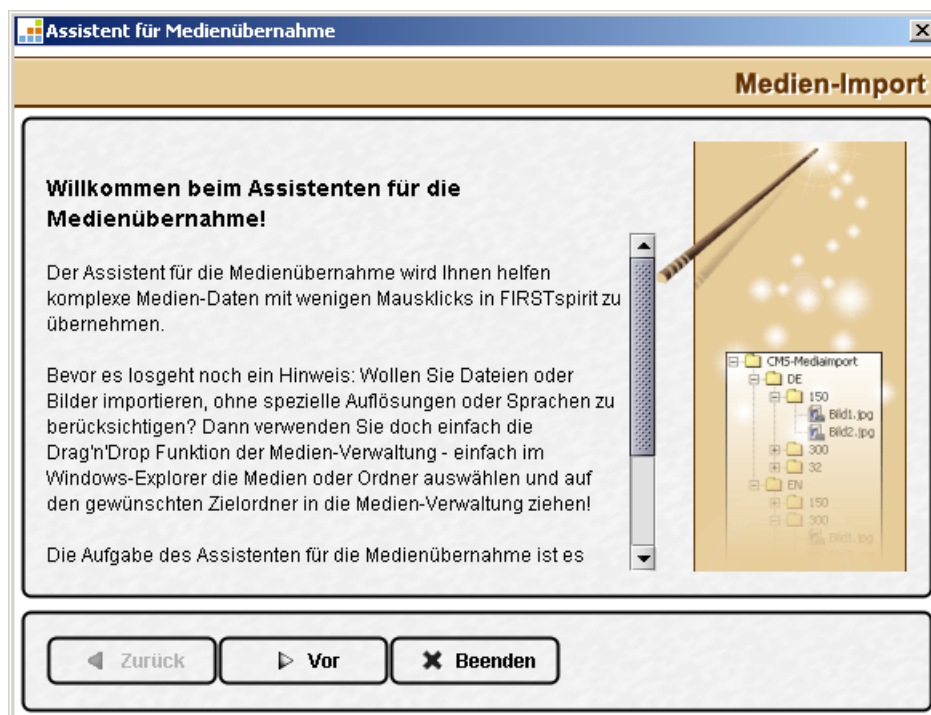 Assistent für Medienübernahme
Medien-Import
Willkommen beim Assistenten für die
Medienübernahme!
Der Assistent für die Medienübernahme wird Ihnen helfen
komplexe Medien-Daten mit wenigen Mausklicks in FIRSTspirit zu
übernehmen.
Bevor es losgeht noch ein Hinweis: Wollen Sie Dateien oder
Bilder importieren, ohne spezielle Auflösungen oder Sprachen zu
berücksichtigen? Dann verwenden Sie doch einfach die
Drag'n'Drop Funktion der Medien-Verwaltung - einfach im
Windows-Explorer die Medien oder Ordner auswählen und auf
den gewünschten Zielordner in die Medien-Verwaltung ziehen!
Die Aufgabe des Assistenten für die Medienübernahme ist es
CMS-Mediaimport
DE
150
Bild1.jpg
Bild2.jpg
300
32
EN
150
300
Bild1.jpg
Zurück
Vor
Beenden